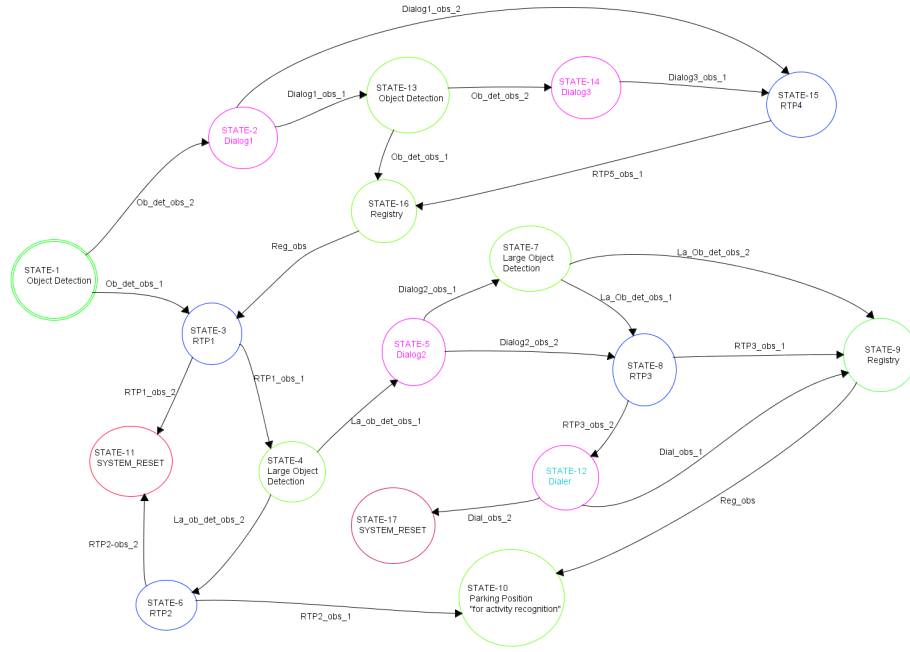 Dialog1_obs_2
STATE-13
Object Detection
STATE-14
Dialog3
Dialog3_obs_1
STATE-15
RTP4
Dialog1_obs_1
Ob_det_obs_2
STATE-2
Dialog1
Ob_det_obs_1
RTP5_obs_1
Ob_det_obs_2
STATE-16
Registry
Reg_obs
STATE-7
Large Object
Detection
La_Ob_det_obs_2
STATE-1
Object Detection
Ob_det_obs_1
Dialog2_obs_1
La_Ob_det_obs_1
STATE-3
RTP1
STATE-5
Dialog2
Dialog2_obs_2
RTP3_obs_1
STATE-9
Registry
STATE-8
RTP3
RTP1_obs_2
RTP1_obs_1
La_ob_det_obs_1
RTP3_obs_2
STATE-11
SYSTEM_RESET
STATE-4
Large Object
Detection
Dial_obs_1
STATE-12
Dialer
Reg_obs
La_ob_det_obs_2
STATE-17
SYSTEM_RESET
Dial_obs_2
RTP2-obs_2
STATE-10
Parking Position
"for activity recognition"
STATE-6
RTP2
RTP2_obs_1